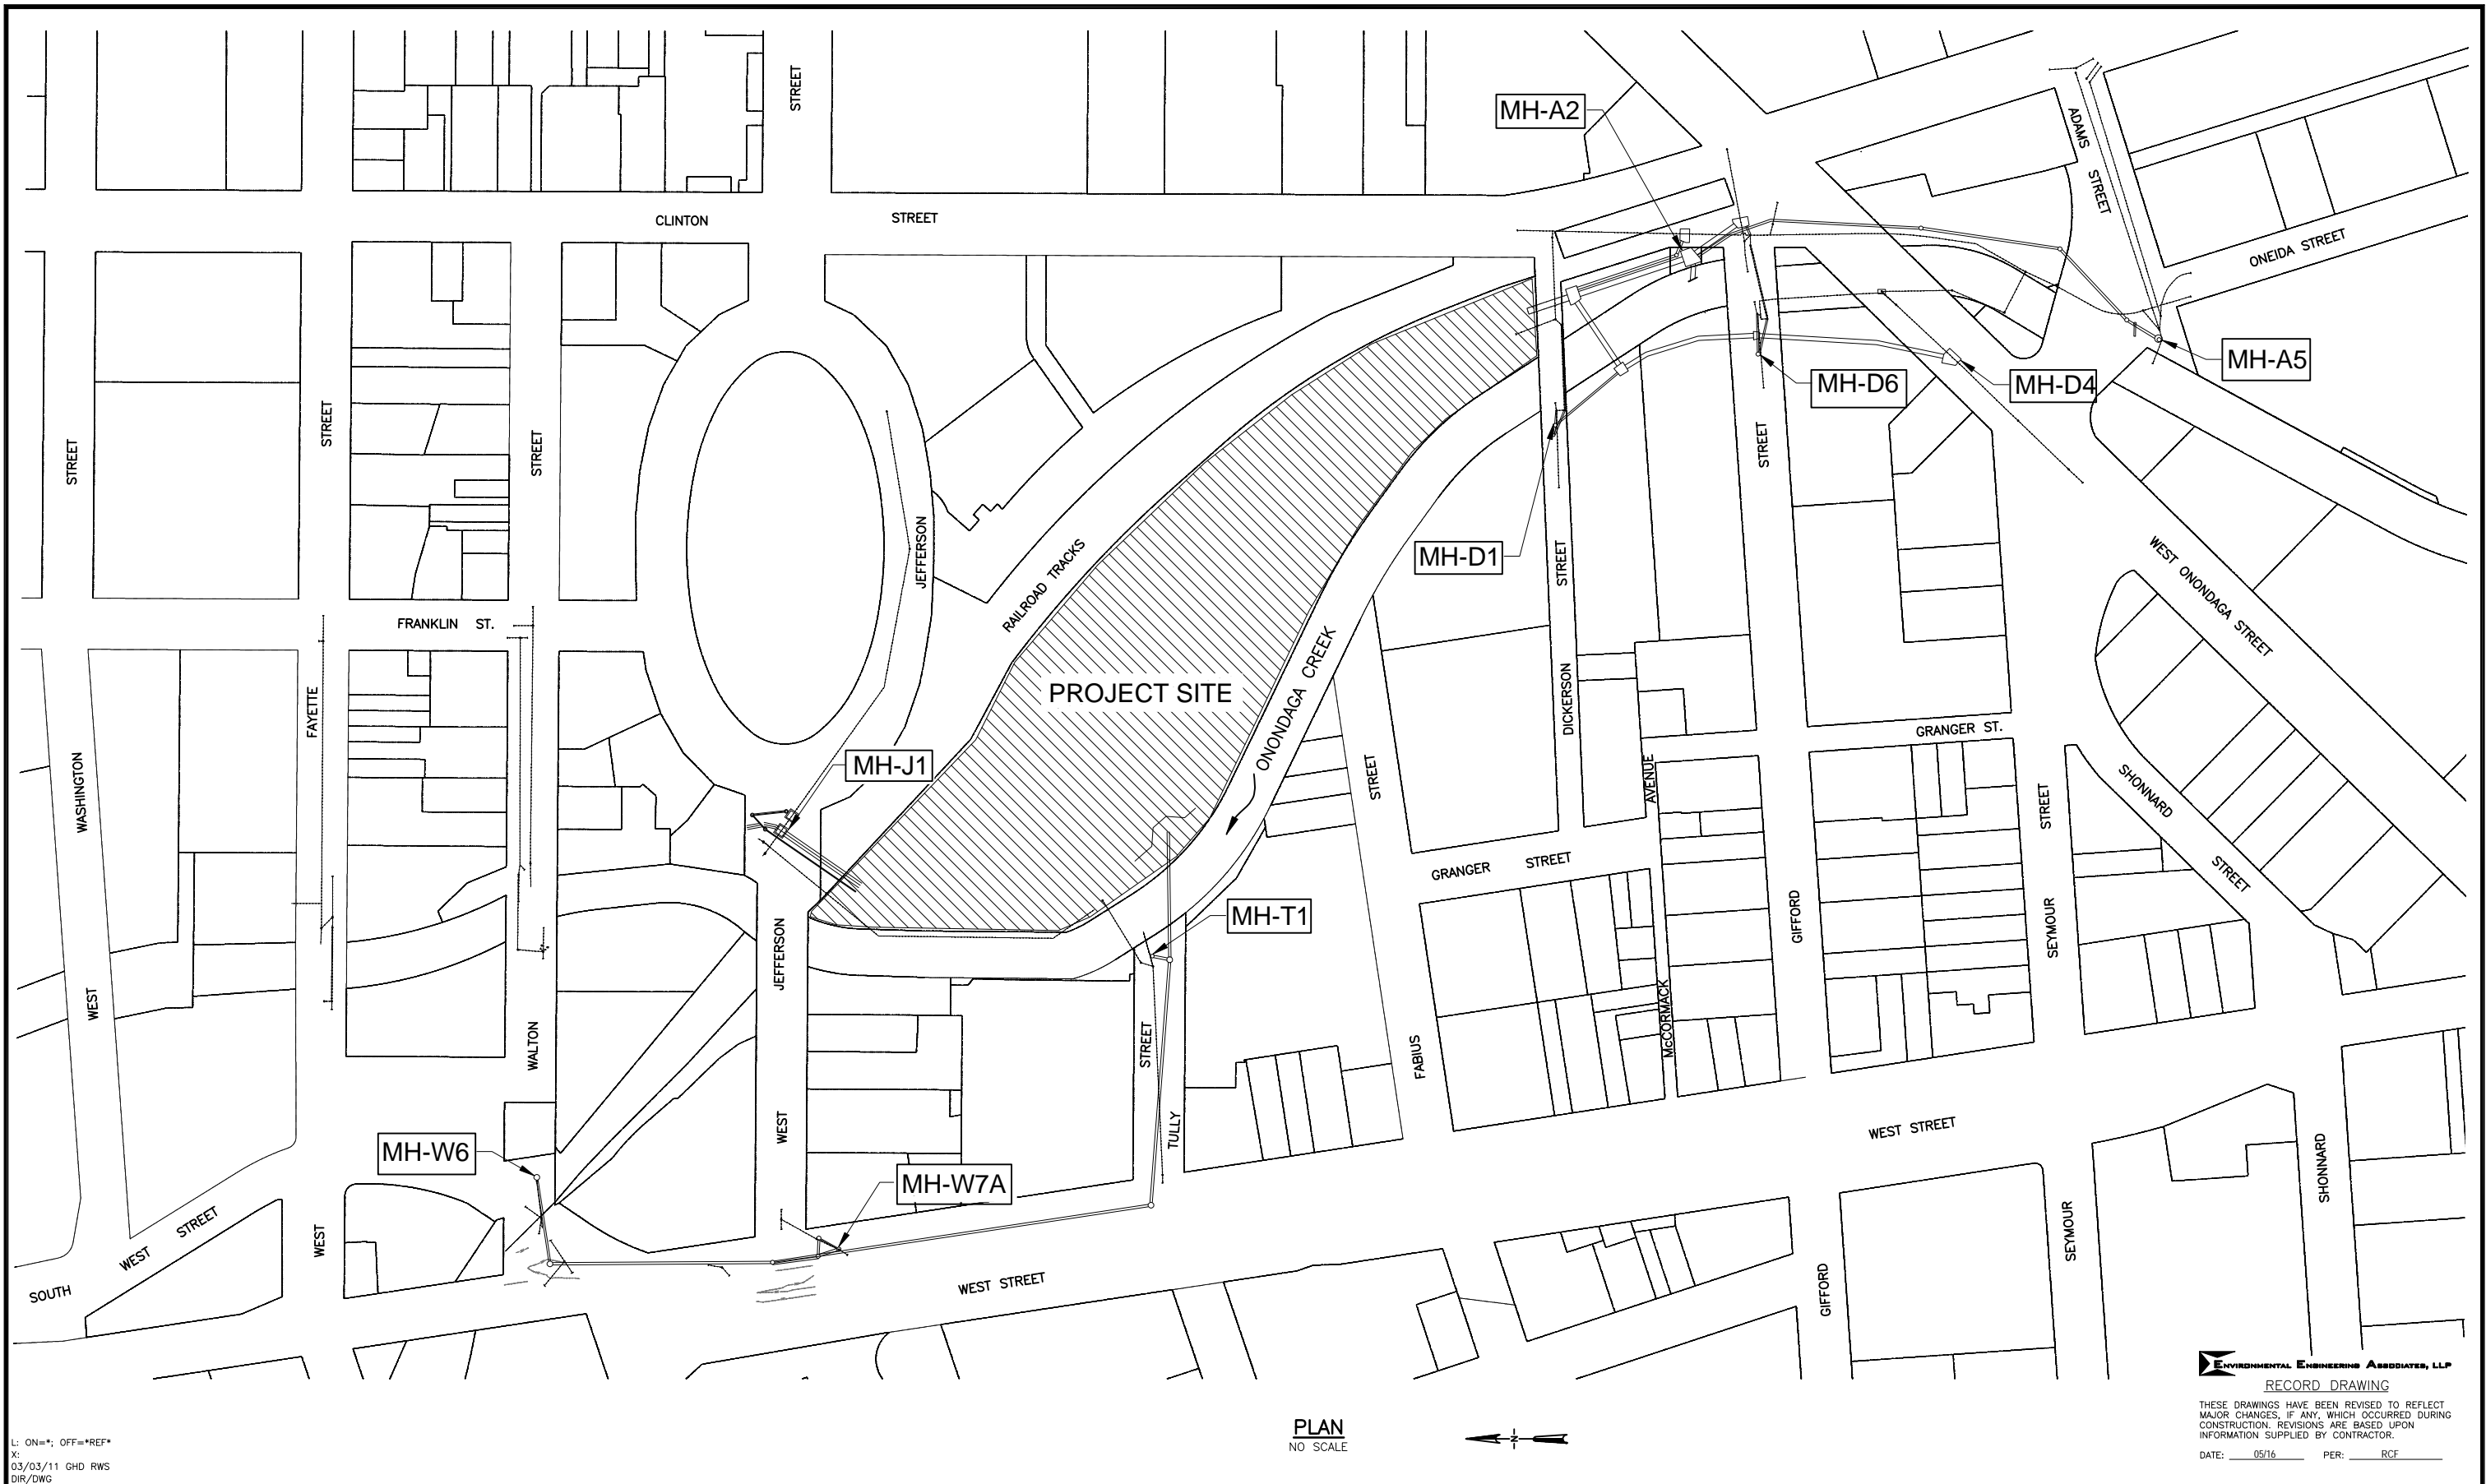 STREET
MH-A2
ADAMS
STREET
CLINTON
STREET
ONEIDA STREET
MH-A5
MH-D6
MH-D4
STREET
STREET
STREET
STREET
JEFFERSON
MH-D1
STREET
RAILROAD TRACKS
WEST ONONDAGA STREET
FRANKLIN ST.
PROJECT SITE
ONONDAGA CREEK
FAYETTE
DICKERSON
GRANGER ST.
WASHINGTON
MH-J1
STREET
AVENUE
SHONNARD
STREET
STREET
GRANGER STREET
MH-T1
GIFFORD
SEYMOUR
JEFFERSON
WEST
WALTON
STREET
FABIUS
McCORMACK
MH-W6
WEST
TULLY
WEST STREET
SHONNARD
MH-W7A
WEST STREET
WEST
SEYMOUR
SOUTH
WEST STREET
GIFFORD
ENVIRONMENTAL ENGINEERING ASSOCIATES, LLP
RECORD DRAWING
THESE DRAWINGS HAVE BEEN REVISED TO REFLECT
MAJOR CHANGES, IF ANY, WHICH OCCURRED DURING
CONSTRUCTION. REVISIONS ARE BASED UPON
INFORMATION SUPPLIED BY CONTRACTOR.
DATE: 05/16 PER: RCF
PLAN
NO SCALE
N
L: ON=*; OFF=*REF*
X:
03/03/11 GHD RWS
DIR/DWG